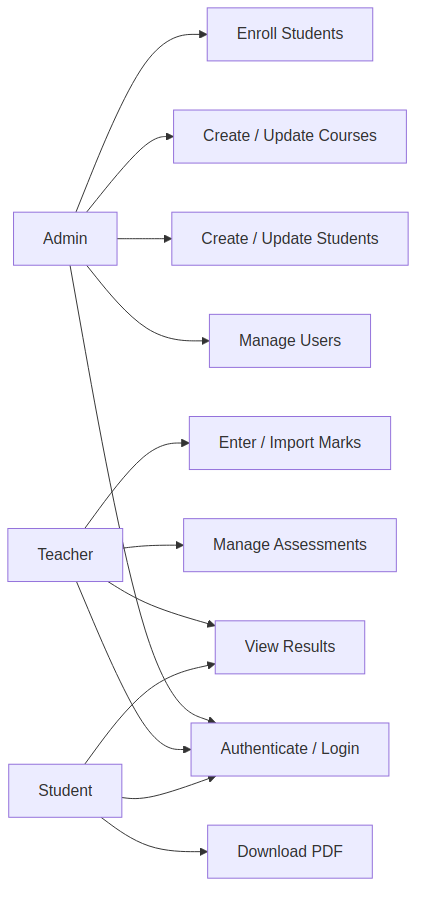 Enroll Students
Create / Update Courses
Admin
Create / Update Students
Manage Users
Enter / Import Marks
Teacher
Manage Assessments
View Results
Authenticate / Login
Student
Download PDF